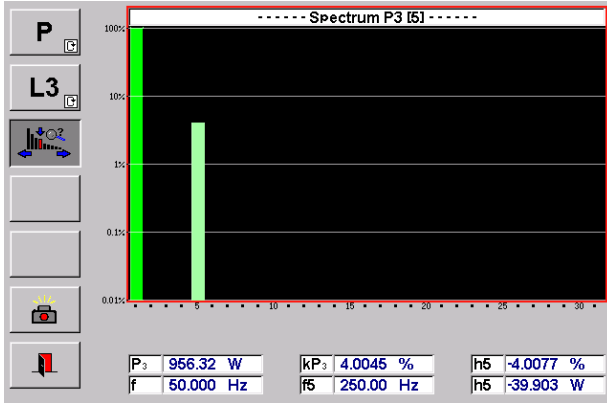 P
------ Spectrum P3 [5] ------
100%
L3
10%
?
1%
0.1%
0.01%
5 10 15 20 25 30
P3 956.32 W kP3 4.0045 % h5 -4.0077 %
f 50.000 Hz f5 250.00 Hz h5 -39.903 W